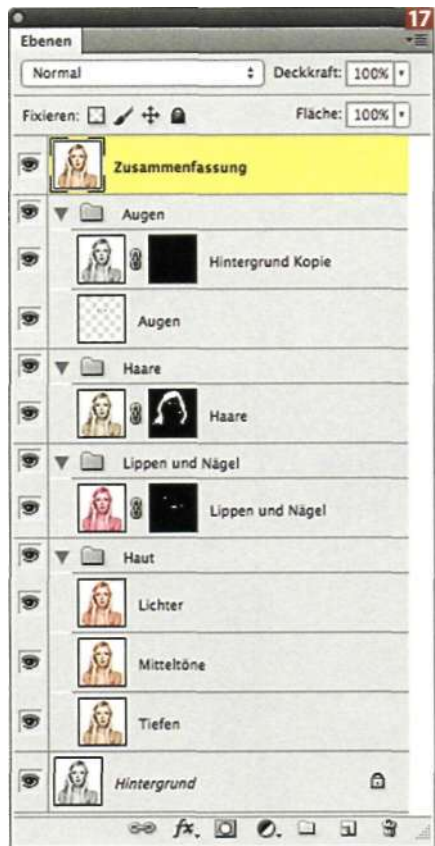 17
Ebenen
Normal Deckkraft: 100%
Fixieren: Fläche: 100%
Zusammenfassung
Augen
Hintergrund Kopie
Augen
Haare
Haare
Lippen und Nägel
Lippen und Nägel
Haut
Lichter
Mitteltöne
Tiefen
Hintergrund
fx.